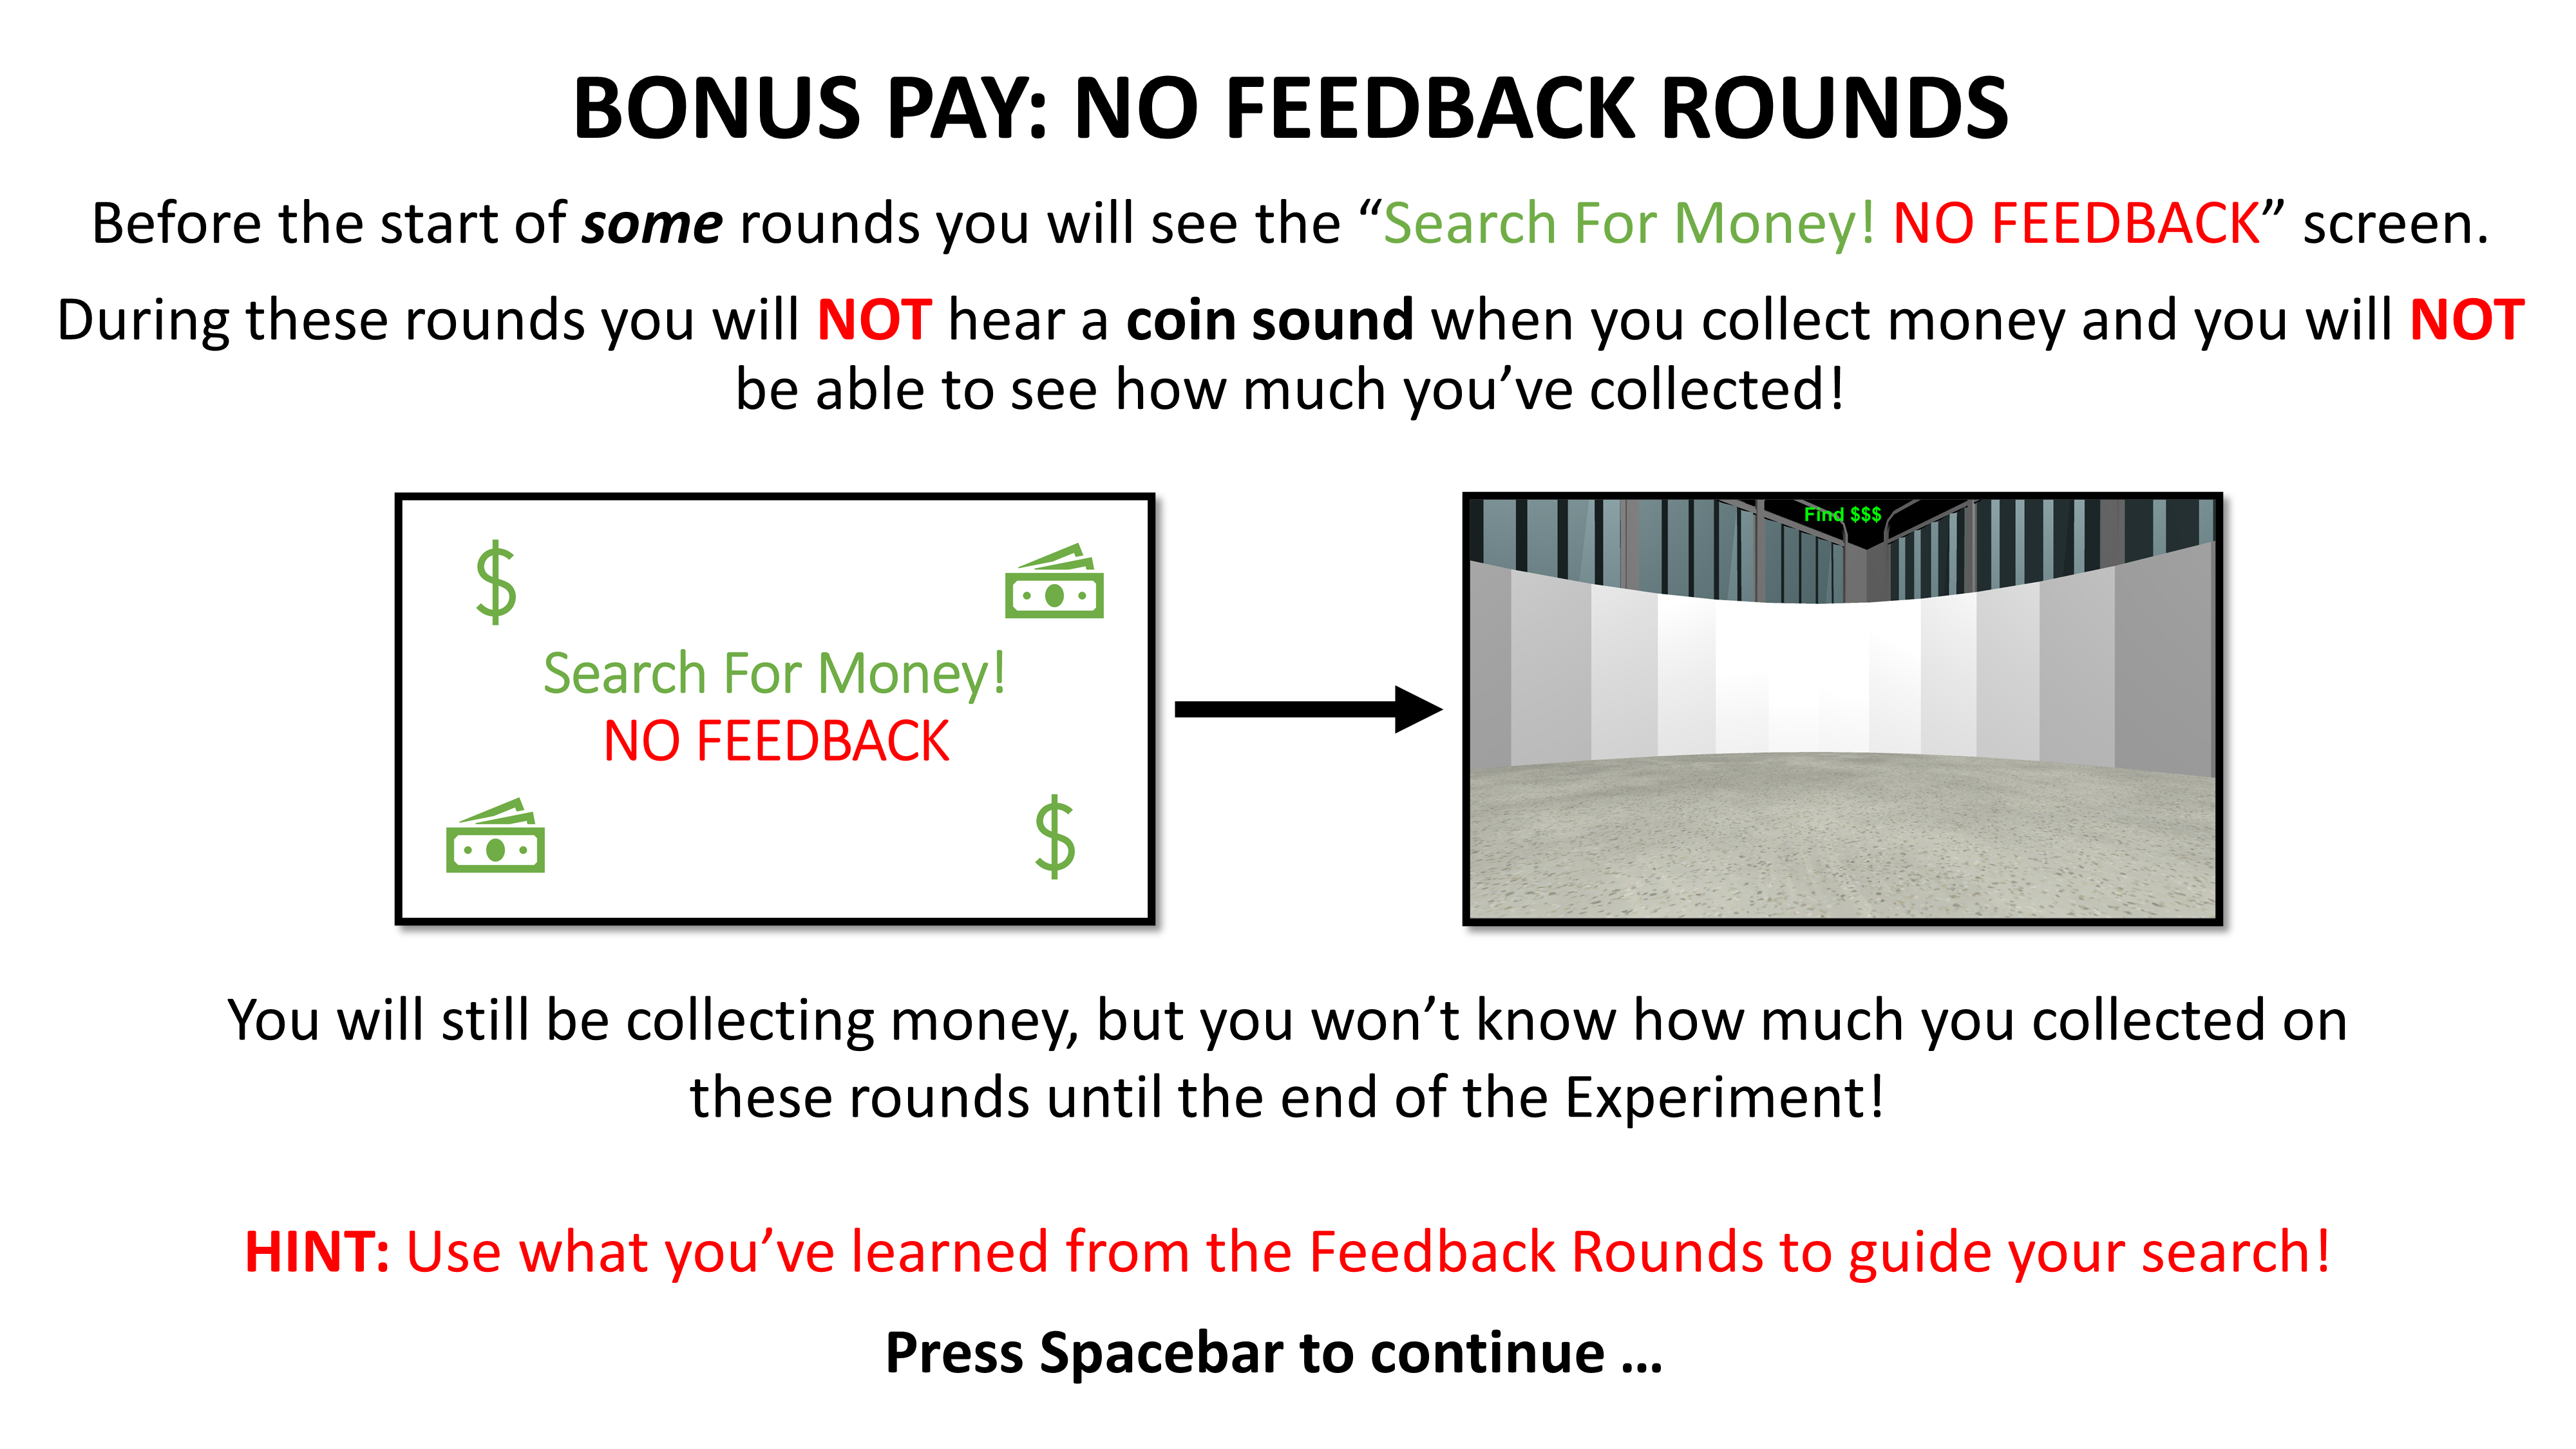 BONUS PAY: NO FEEDBACK ROUNDS
Before the start of some rounds you will see the “Search For Money! NO FEEDBACK” screen.
During these rounds you will NOT hear a coin sound when you collect money and you will NOT
be able to see how much you’ve collected!
$
Search For Money!
NO FEEDBACK
$
Find $$$
You will still be collecting money, but you won’t know how much you collected on
these rounds until the end of the Experiment!
HINT: Use what you’ve learned from the Feedback Rounds to guide your search!
Press Spacebar to continue …